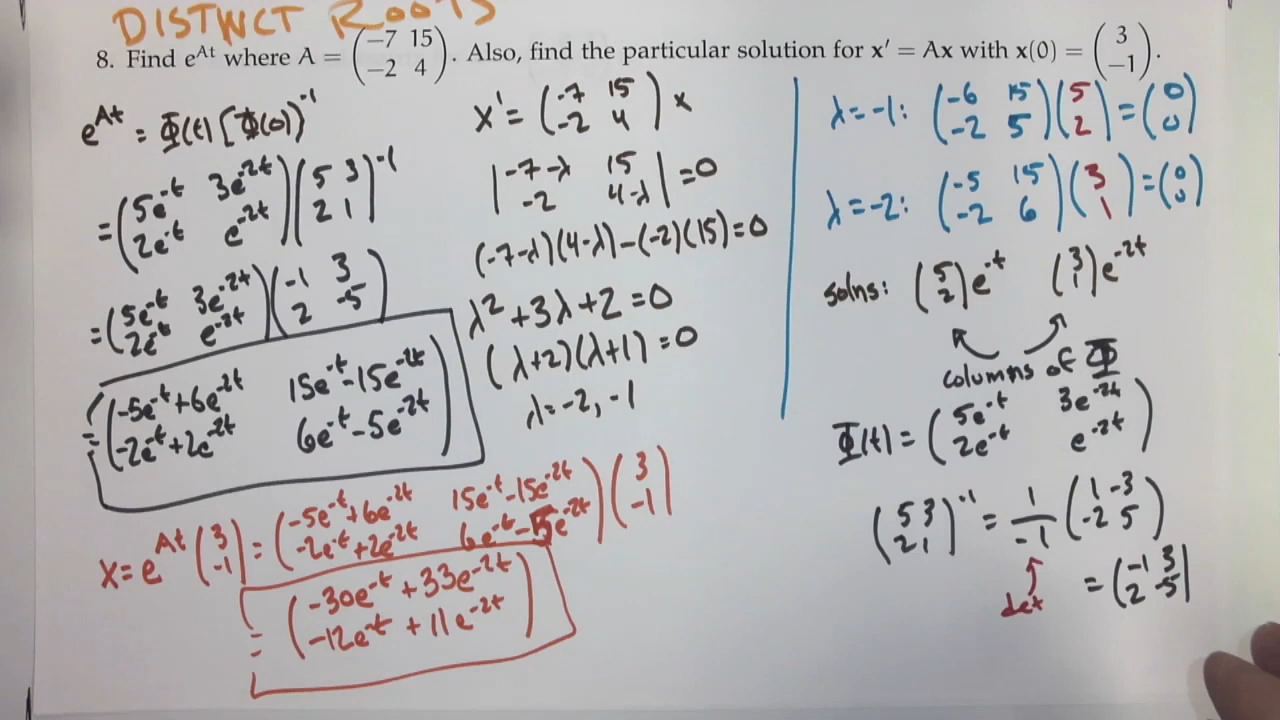 DISTINCT ROOTS
8. Find e^{At} where A = (−7 15; −2 4). Also, find the particular solution for x′ = Ax with x(0) = (3; −1).
e^{At} = Φ(t)[Φ(0)]^{-1}
= (5e^{-t} 3e^{-2t}; 2e^{-t} e^{-2t})(5 3; 2 1)^{-1}
= (5e^{-t} 3e^{-2t}; 2e^{-t} e^{-2t})(-1 3; 2 -5)
= (-5e^{-t}+6e^{-2t} 15e^{-t}-15e^{-2t}; -2e^{-t}+2e^{-2t} 6e^{-t}-5e^{-2t})
x' = (-7 15; -2 4)x
|-7-λ 15; -2 4-λ| = 0
(-7-λ)(4-λ)-(-2)(15)=0
λ²+3λ+2=0
(λ+2)(λ+1)=0
λ=-2,-1
λ=-1: (-6 15; -2 5)(5; 2)=(0; 0)
λ=-2: (-5 15; -2 6)(3; 1)=(0; 0)
solns: (5; 2)e^{-t} (3; 1)e^{-2t}
columns of Φ
Φ(t) = (5e^{-t} 3e^{-2t}; 2e^{-t} e^{-2t})
(5 3; 2 1)^{-1} = 1/-1 (1 -3; -2 5)
det
= (-1 3; 2 -5)
x = e^{At}(3; -1) = (-5e^{-t}+6e^{-2t} 15e^{-t}-15e^{-2t}; -2e^{-t}+2e^{-2t} 6e^{-t}-5e^{-2t})(3; -1)
= (-30e^{-t}+33e^{-2t}; -12e^{-t}+11e^{-2t})